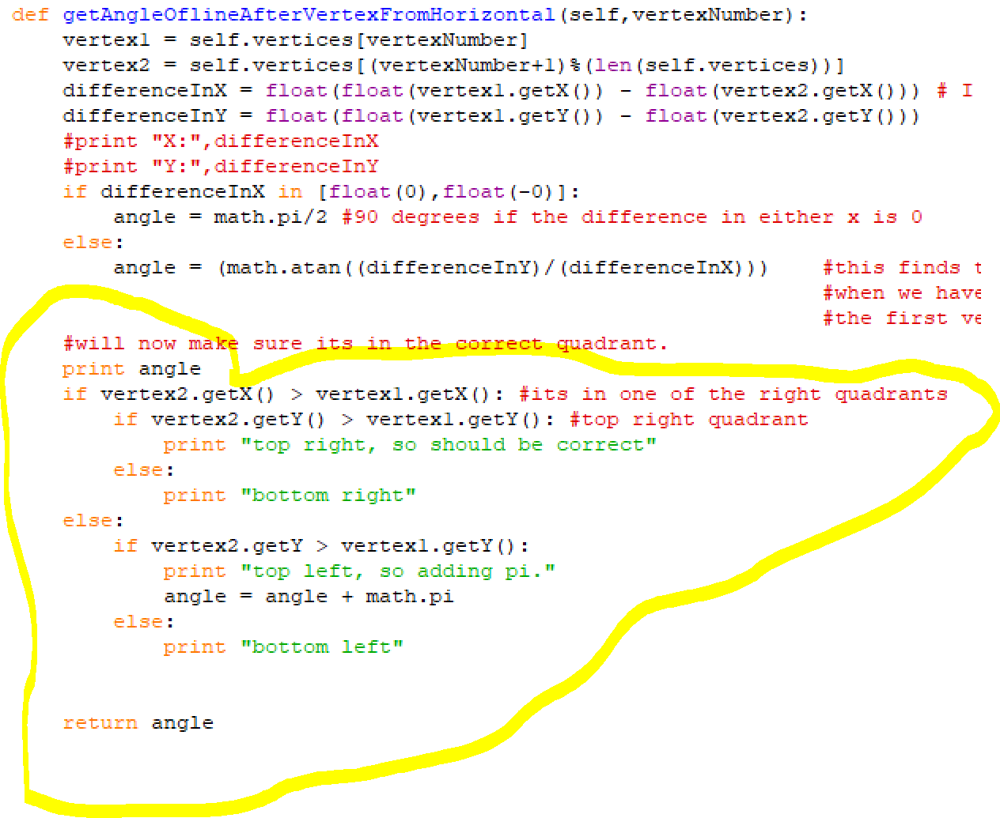 def getAngleOflineAfterVertexFromHorizontal(self,vertexNumber):
    vertex1 = self.vertices[vertexNumber]
    vertex2 = self.vertices[(vertexNumber+1)%(len(self.vertices))]
    differenceInX = float(float(vertex1.getX()) - float(vertex2.getX())) # I
    differenceInY = float(float(vertex1.getY()) - float(vertex2.getY()))
    #print "X:",differenceInX
    #print "Y:",differenceInY
    if differenceInX in [float(0),float(-0)]:
        angle = math.pi/2 #90 degrees if the difference in either x is 0
    else:
        angle = (math.atan((differenceInY)/(differenceInX))) #this finds
#when we have
#the first
    #will now make sure its in the correct quadrant.
    print angle
    if vertex2.getX() > vertex1.getX(): #its in one of the right quadrants
        if vertex2.getY() > vertex1.getY(): #top right quadrant
            print "top right, so should be correct"
        else:
            print "bottom right"
    else:
        if vertex2.getY > vertex1.getY():
            print "top left, so adding pi."
            angle = angle + math.pi
        else:
            print "bottom left"
    return angle